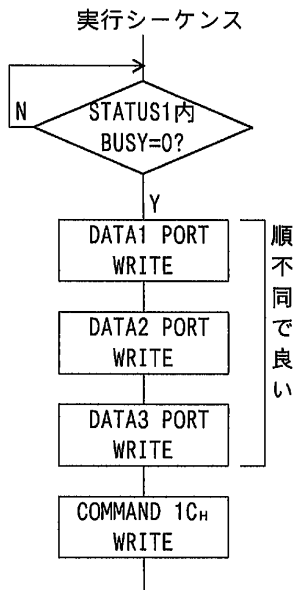 実行シーケンス
N
STATUS1内
BUSY=0?
Y
DATA1 PORT
WRITE
DATA2 PORT
WRITE
DATA3 PORT
WRITE
順不同で良い
COMMAND 1CH
WRITE